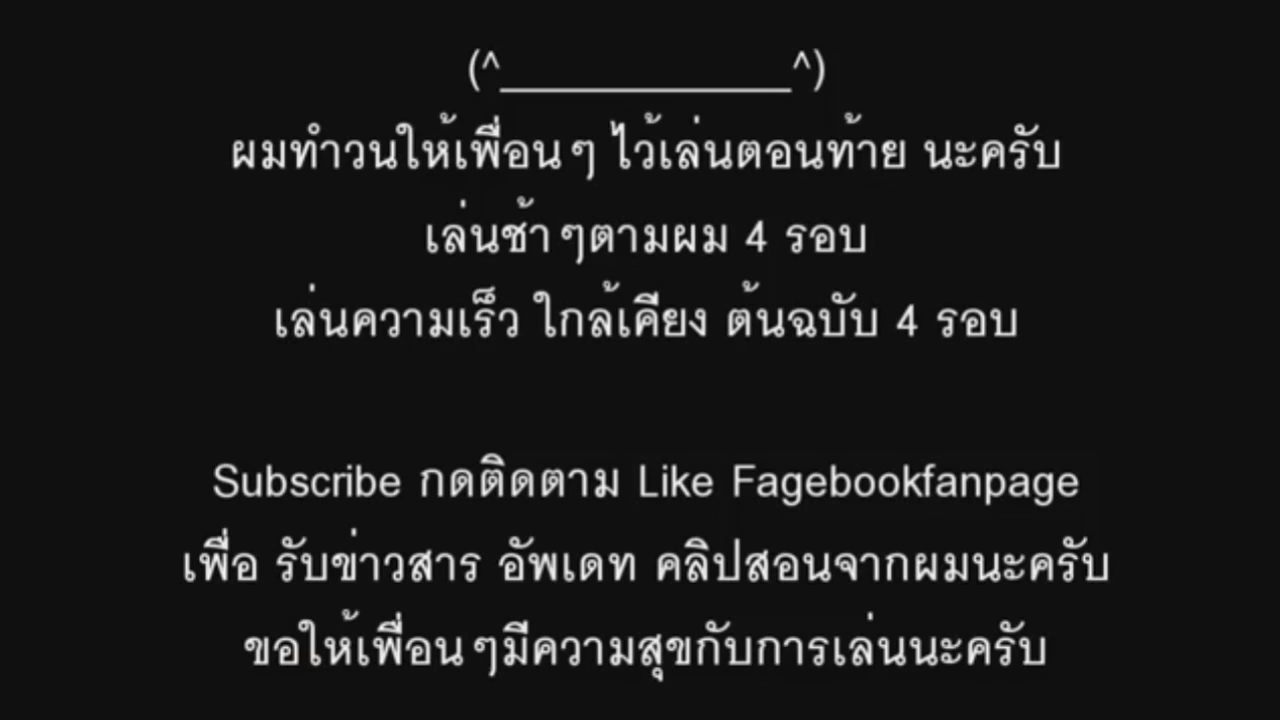 (^____________^)
ผมทำวนให้เพื่อนๆ ไว้เล่นตอนท้าย นะครับ
เล่นช้าๆตามผม 4 รอบ
เล่นความเร็ว ใกล้เคียง ต้นฉบับ 4 รอบ
Subscribe กดติดตาม Like Fagebookfanpage
เพื่อ รับข่าวสาร อัพเดท คลิปสอนจากผมนะครับ
ขอให้เพื่อนๆมีความสุขกับการเล่นนะครับ